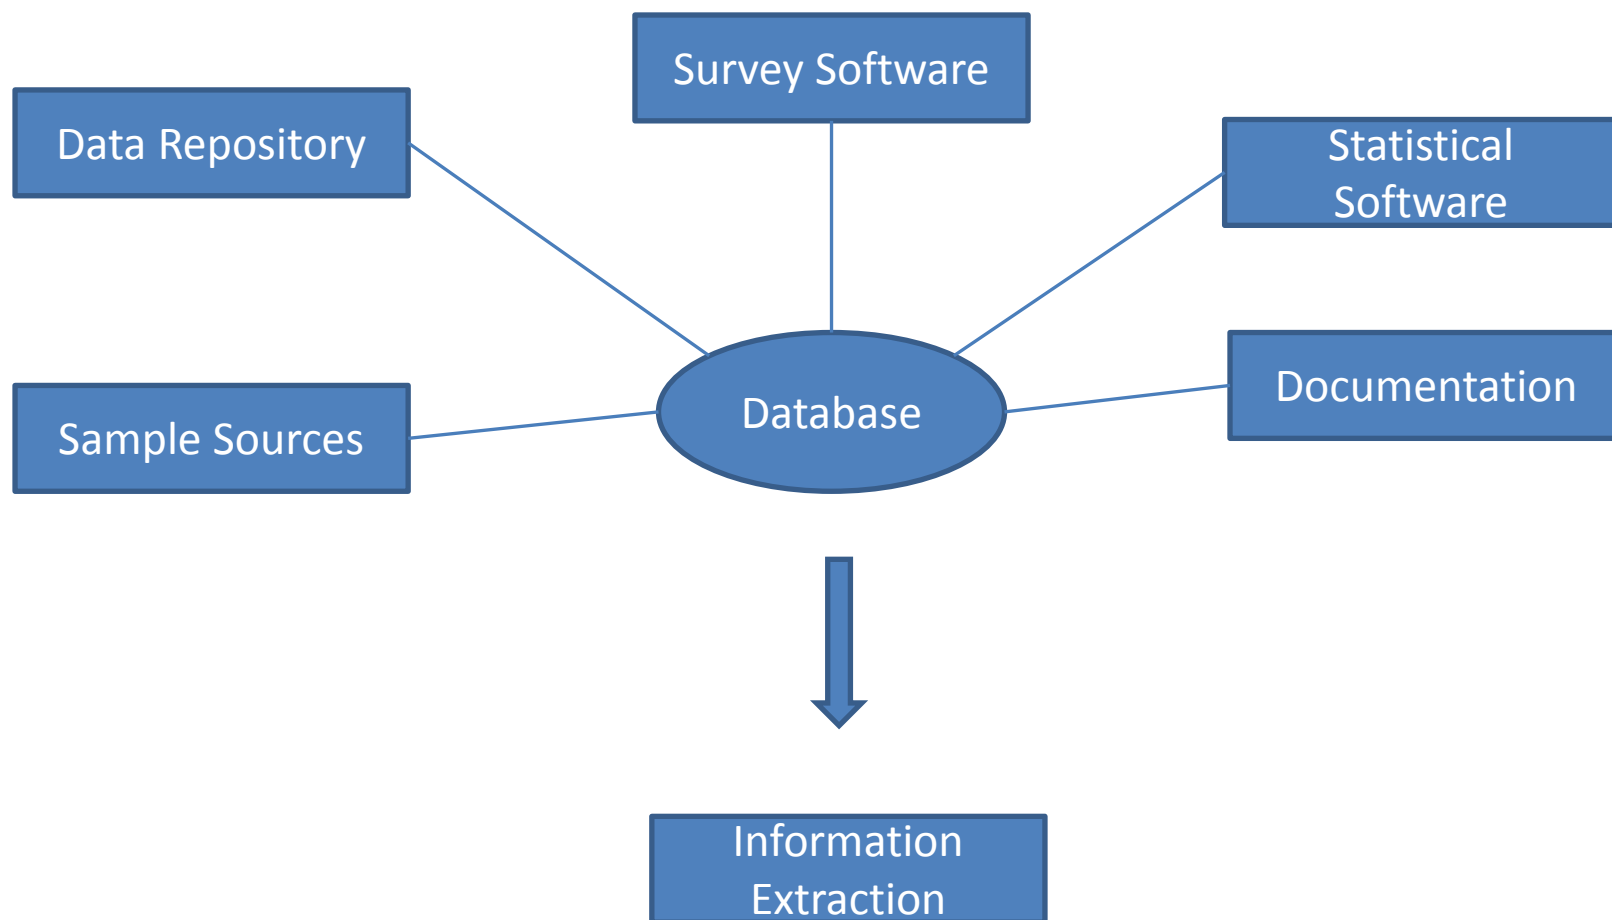 Survey Software
Data Repository
Statistical
Software
Documentation
Database
Sample Sources
Information
Extraction